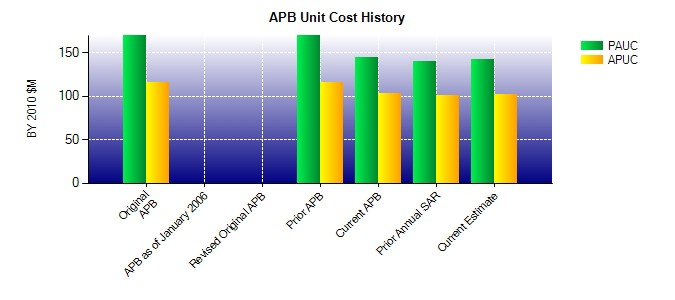 APB Unit Cost History
PAUC
APUC
BY 2010 $M
150
100
50
0
Original
APB
APB as of January 2006
Revised Original APB
Prior APB
Current APB
Prior Annual SAR
Current Estimate